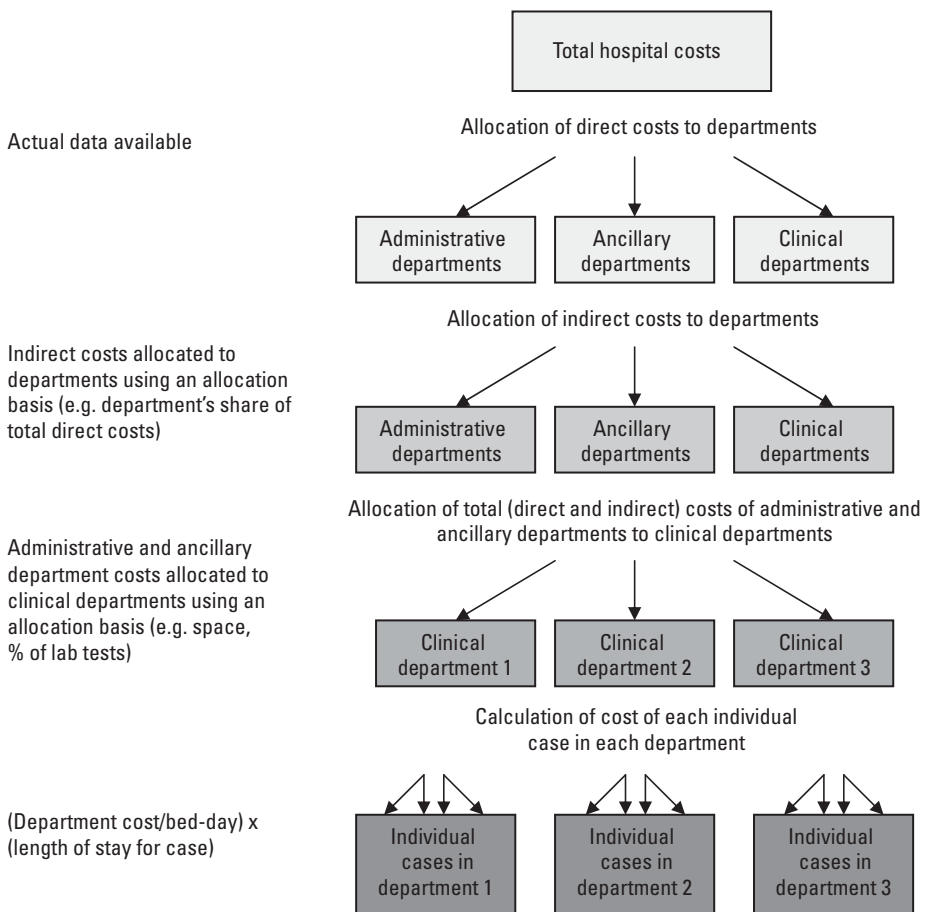 Total hospital costs
Actual data available
Allocation of direct costs to departments
Administrative
departments
Ancillary
departments
Clinical
departments
Allocation of indirect costs to departments
Indirect costs allocated to
departments using an allocation
basis (e.g. department's share of
total direct costs)
Administrative
departments
Ancillary
departments
Clinical
departments
Allocation of total (direct and indirect) costs of administrative and
ancillary departments to clinical departments
Administrative and ancillary
department costs allocated to
clinical departments using an
allocation basis (e.g. space,
% of lab tests)
Clinical
department 1
Clinical
department 2
Clinical
department 3
Calculation of cost of each individual
case in each department
(Department cost/bed-day) x
(length of stay for case)
Individual
cases in
department 1
Individual
cases in
department 2
Individual
cases in
department 3